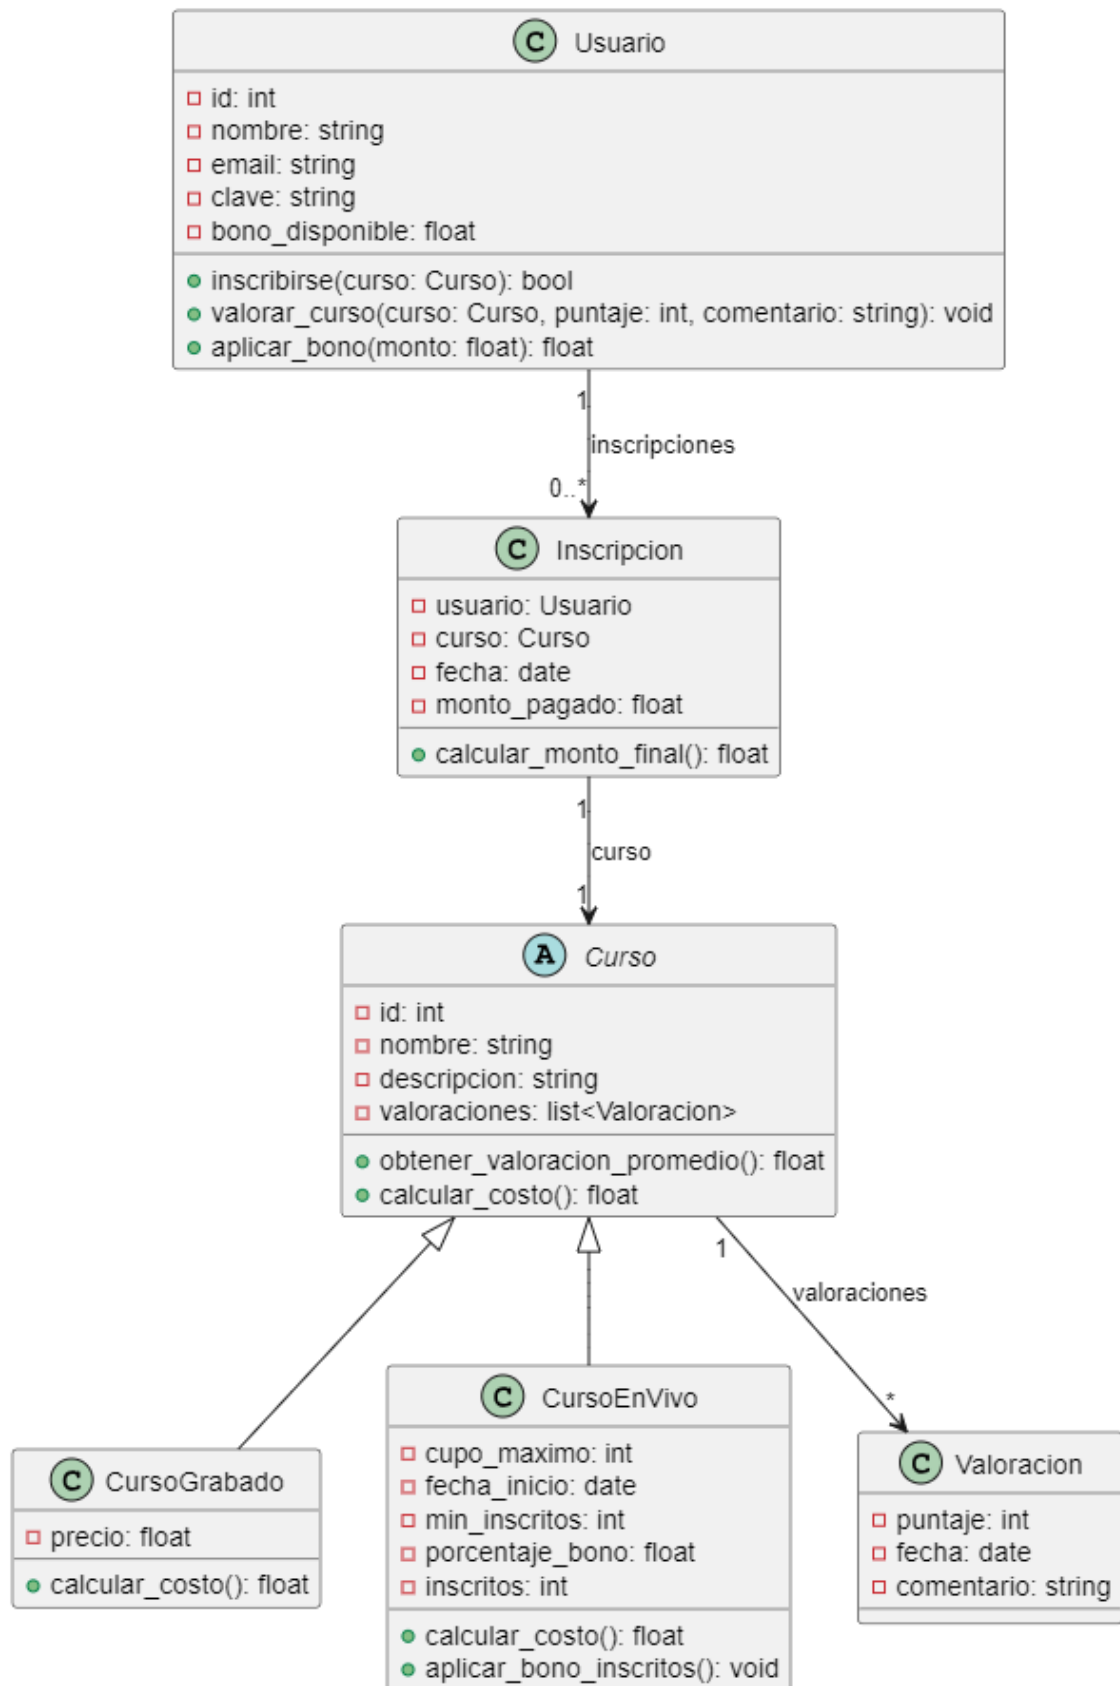 C Usuario
id: int
nombre: string
email: string
clave: string
bono_disponible: float
inscribirse(curso: Curso): bool
valorar_curso(curso: Curso, puntaje: int, comentario: string): void
aplicar_bono(monto: float): float
1
inscripciones
0..*
C Inscripcion
usuario: Usuario
curso: Curso
fecha: date
monto_pagado: float
calcular_monto_final(): float
1
curso
1
A Curso
id: int
nombre: string
descripcion: string
valoraciones: list<Valoracion>
obtener_valoracion_promedio(): float
calcular_costo(): float
1
valoraciones
*
C CursoGrabado
precio: float
calcular_costo(): float
C CursoEnVivo
cupo_maximo: int
fecha_inicio: date
min_inscritos: int
porcentaje_bono: float
inscritos: int
calcular_costo(): float
aplicar_bono_inscritos(): void
C Valoracion
puntaje: int
fecha: date
comentario: string